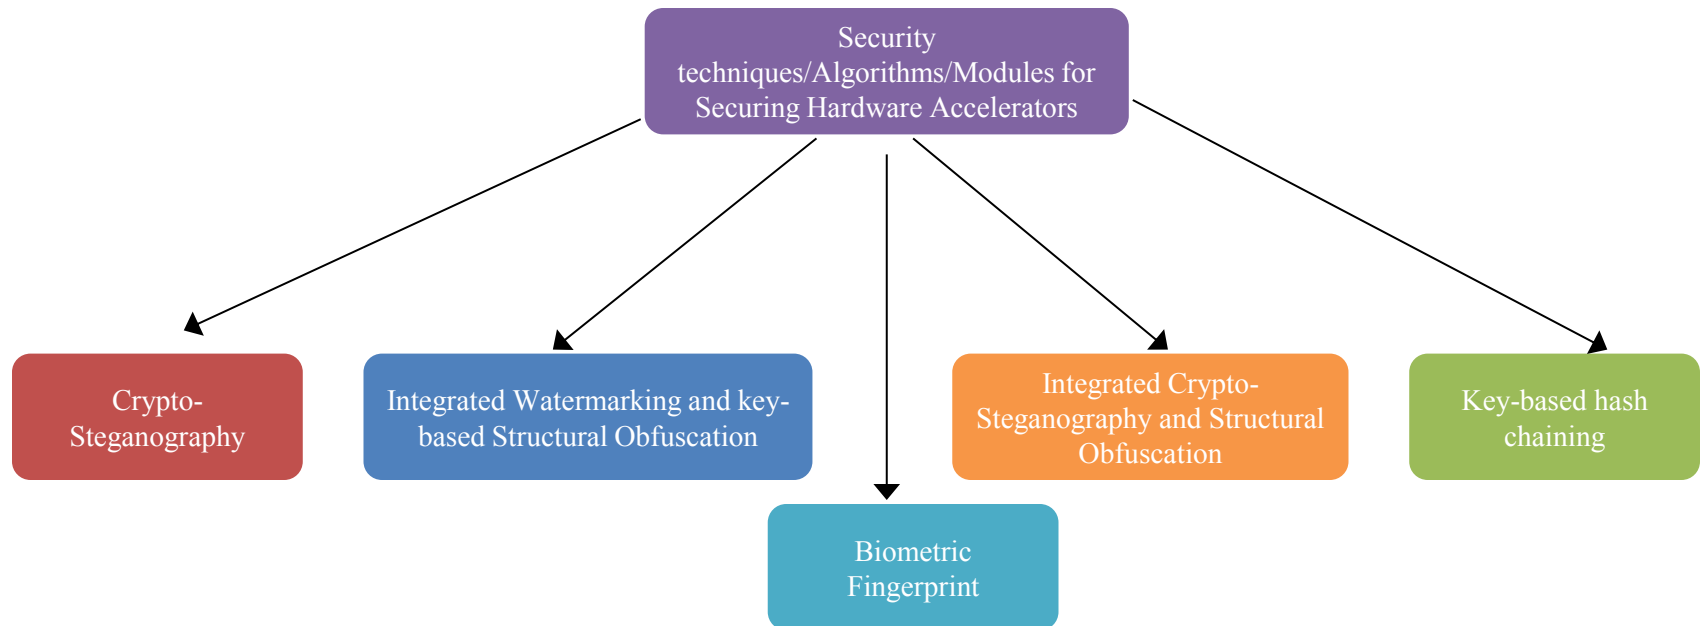 Security
techniques/Algorithms/Modules for
Securing Hardware Accelerators
Crypto-
Steganography
Integrated Watermarking and key-
based Structural Obfuscation
Integrated Crypto-
Steganography and Structural
Obfuscation
Key-based hash
chaining
Biometric
Fingerprint